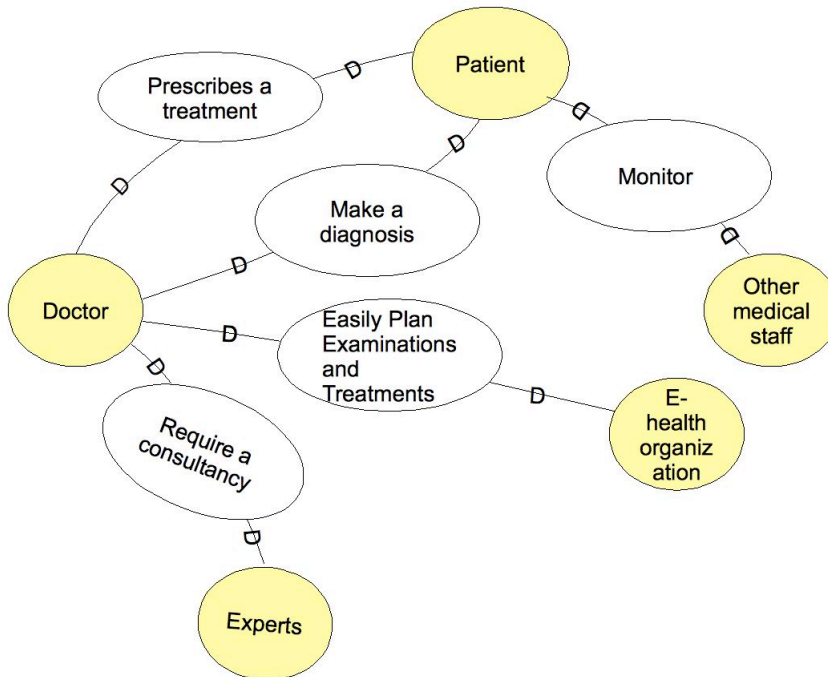 Patient
D
Prescribes a
treatment
D
D
Monitor
D
D
Make a
diagnosis
D
D
Doctor
Other
medical
staff
Easily Plan
Examinations
and
Treatments
D
D
E-
health
organiz
ation
D
Require a
consultancy
D
Experts